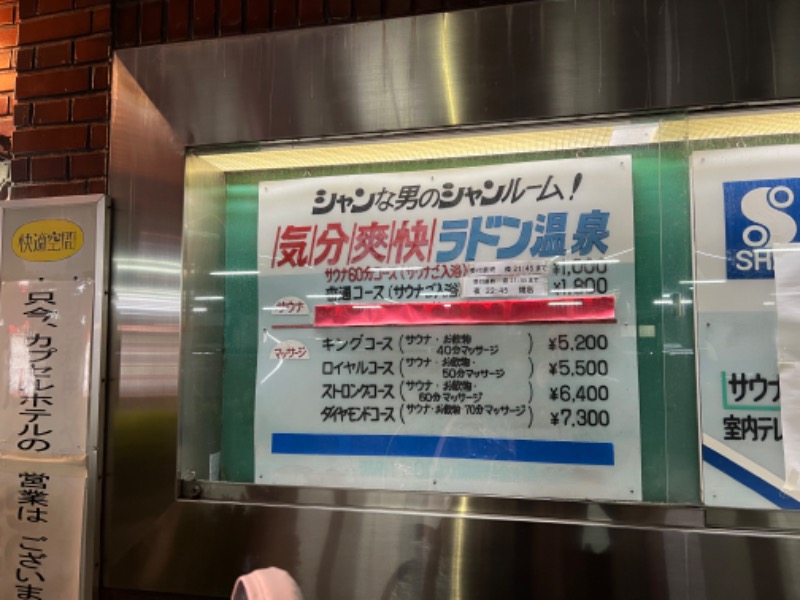 快適空間
只今、カプセルホテルの
営業は ございま
シャンな男のシャンルーム!
気分爽快ラドン温泉
サウナ60分コース(サウナご入浴) ¥1,000
普通コース(サウナご入浴 ¥1,800
夜 22:45 閉店
サウナ
マッサージ
キングコース(サウナ・お飲物 40分マッサージ) ¥5,200
ロイヤルコース(サウナ・お飲物・50分マッサージ) ¥5,500
ストロングコース(サウナ・お飲物・60分マッサージ) ¥6,400
ダイヤモンドコース(サウナ・お飲物・70分マッサージ) ¥7,300
サウナ
室内テレ